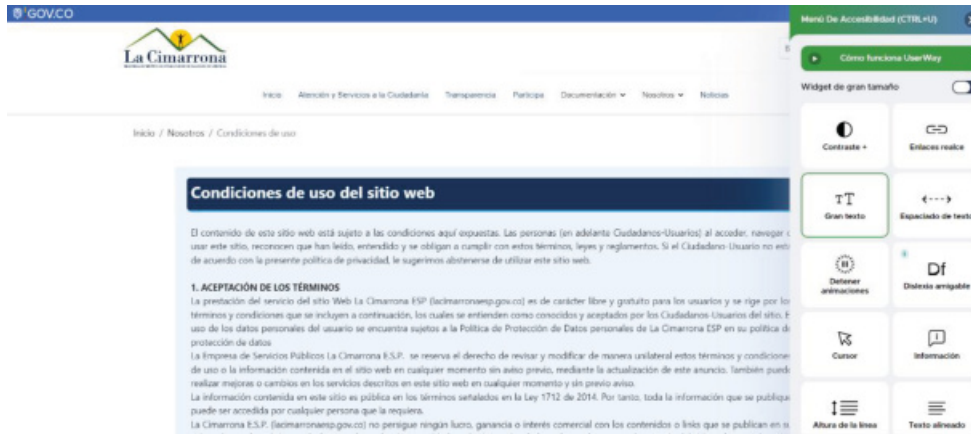 GOV.CO
La Cimarrona
Inicio Atención y Servicios a la Ciudadanía Transparencia Participa Documentación Nosotros Noticias
Inicio / Nosotros / Condiciones de uso
Condiciones de uso del sitio web
El contenido de este sitio web está sujeto a las condiciones aquí expuestas. Las personas (en adelante Ciudadanos-Usuarios) al acceder, navegar
usar este sitio, reconocen que han leído, entendido y se obligan a cumplir con estos términos, leyes y reglamentos. Si el Ciudadano-Usuario no
de acuerdo con la presente política de privacidad, le sugerimos abstenerse de utilizar este sitio web.
1. ACEPTACIÓN DE LOS TÉRMINOS
La prestación del servicio del sitio Web La Cimarrona ESP (lacimarronaesp.gov.co) es de carácter libre y gratuito para los usuarios y se rige por los
términos y condiciones que se incluyen a continuación, los cuales se entienden como conocidos y aceptados por los Ciudadanos-Usuarios del sitio. E
uso de los datos personales del usuario se encuentra sujetos a la Política de Protección de Datos personales de La Cimarrona ESP en su política de
protección de datos
La Empresa de Servicios Públicos La Cimarrona E.S.P. se reserva el derecho de revisar y modificar de manera unilateral estos términos y condicione
de uso o la información contenida en el sitio web en cualquier momento sin aviso previo, mediante la actualización de este anuncio. También pued
realizar mejoras o cambios en los servicios descritos en este sitio web en cualquier momento y sin previo aviso.
La información contenida en este sitio es pública en los términos señalados en la Ley 1712 de 2014. Por tanto, toda la información que se publiqu
puede ser accedida por cualquier persona que la requiera.
La Cimarrona E.S.P. (lacimarronaesp.gov.co) no persigue ningún lucro, ganancia o interés comercial con los contenidos o links que se publican en s
Menú De Accesibilidad (CTRL+U)
Cómo funciona UserWay
Widget de gran tamaño
Contraste + Enlaces realce
Gran texto Espaciado de texto
Detener animaciones Df Dislexia amigable
Cursor Información
Altura de la línea Texto alineado